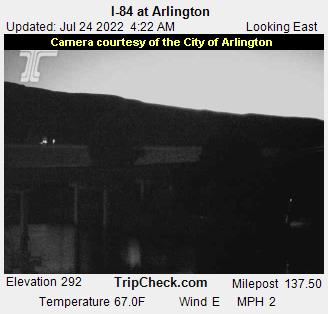 I-84 at Arlington
Updated: Jul 24 2022 4:22 AM Looking East
Camera courtesy of the City of Arlington
Elevation 292 TripCheck.com Milepost 137.50
Temperature 67.0F Wind E MPH 2